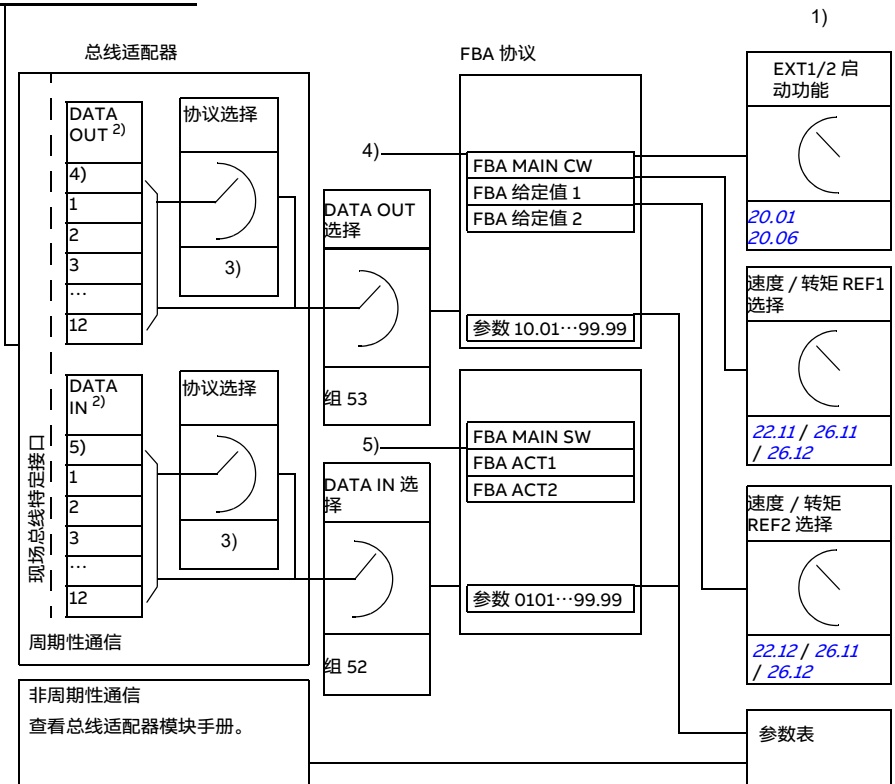 1)
总线适配器
FBA 协议
EXT1/2 启
动功能
DATA
OUT 2)
4)
1
2
3
…
12
协议选择
3)
4)
DATA OUT
选择
组 53
FBA MAIN CW
FBA 给定值 1
FBA 给定值 2
参数 10.01…99.99
20.01
20.06
速度 / 转矩 REF1
选择
22.11 / 26.11
/ 26.12
现场总线特定接口
DATA
IN 2)
5)
1
2
3
…
12
协议选择
3)
5)
DATA IN 选
择
组 52
FBA MAIN SW
FBA ACT1
FBA ACT2
参数 0101…99.99
速度 / 转矩
REF2 选择
22.12 / 26.11
/ 26.12
周期性通信
非周期性通信
查看总线适配器模块手册。
参数表